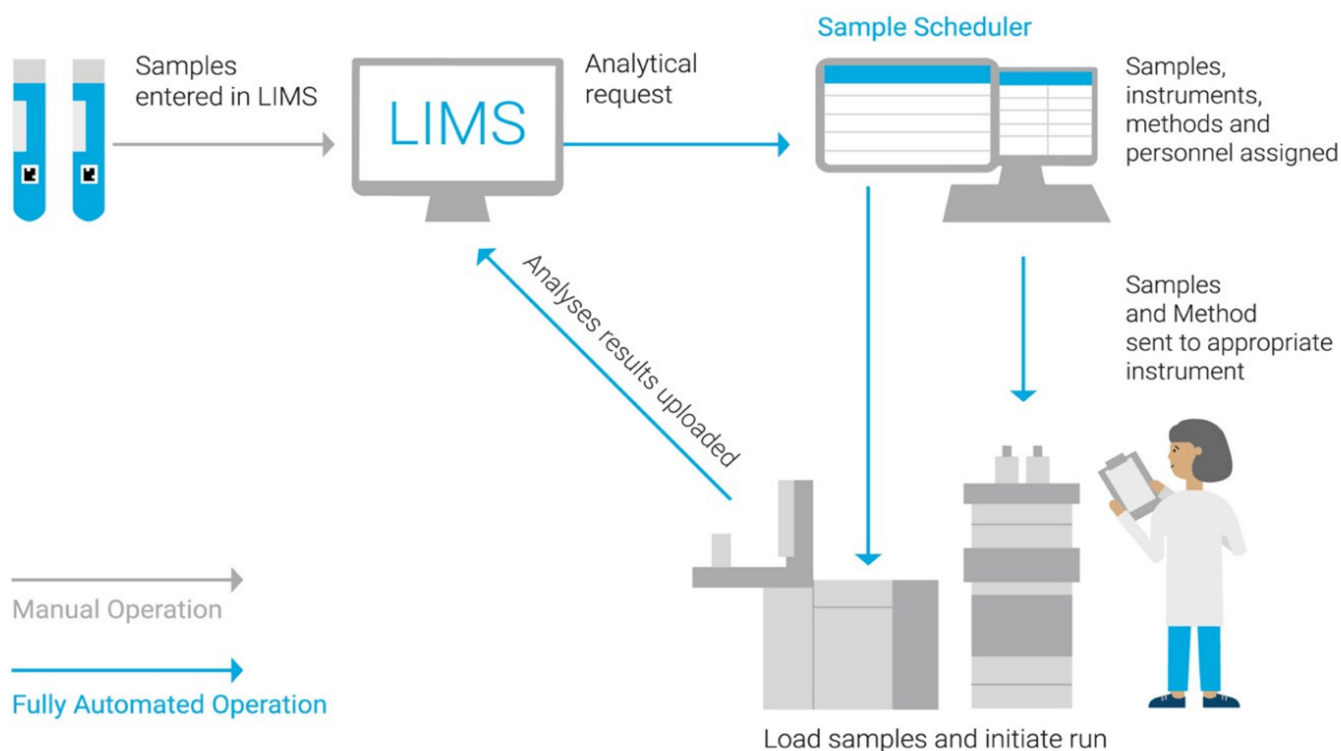 Sample Scheduler
Samples
entered in LIMS
LIMS
Analytical
request
Samples,
instruments,
methods and
personnel assigned
Analyses results uploaded
Samples
and Method
sent to appropriate
instrument
Manual Operation
Fully Automated Operation
Load samples and initiate run